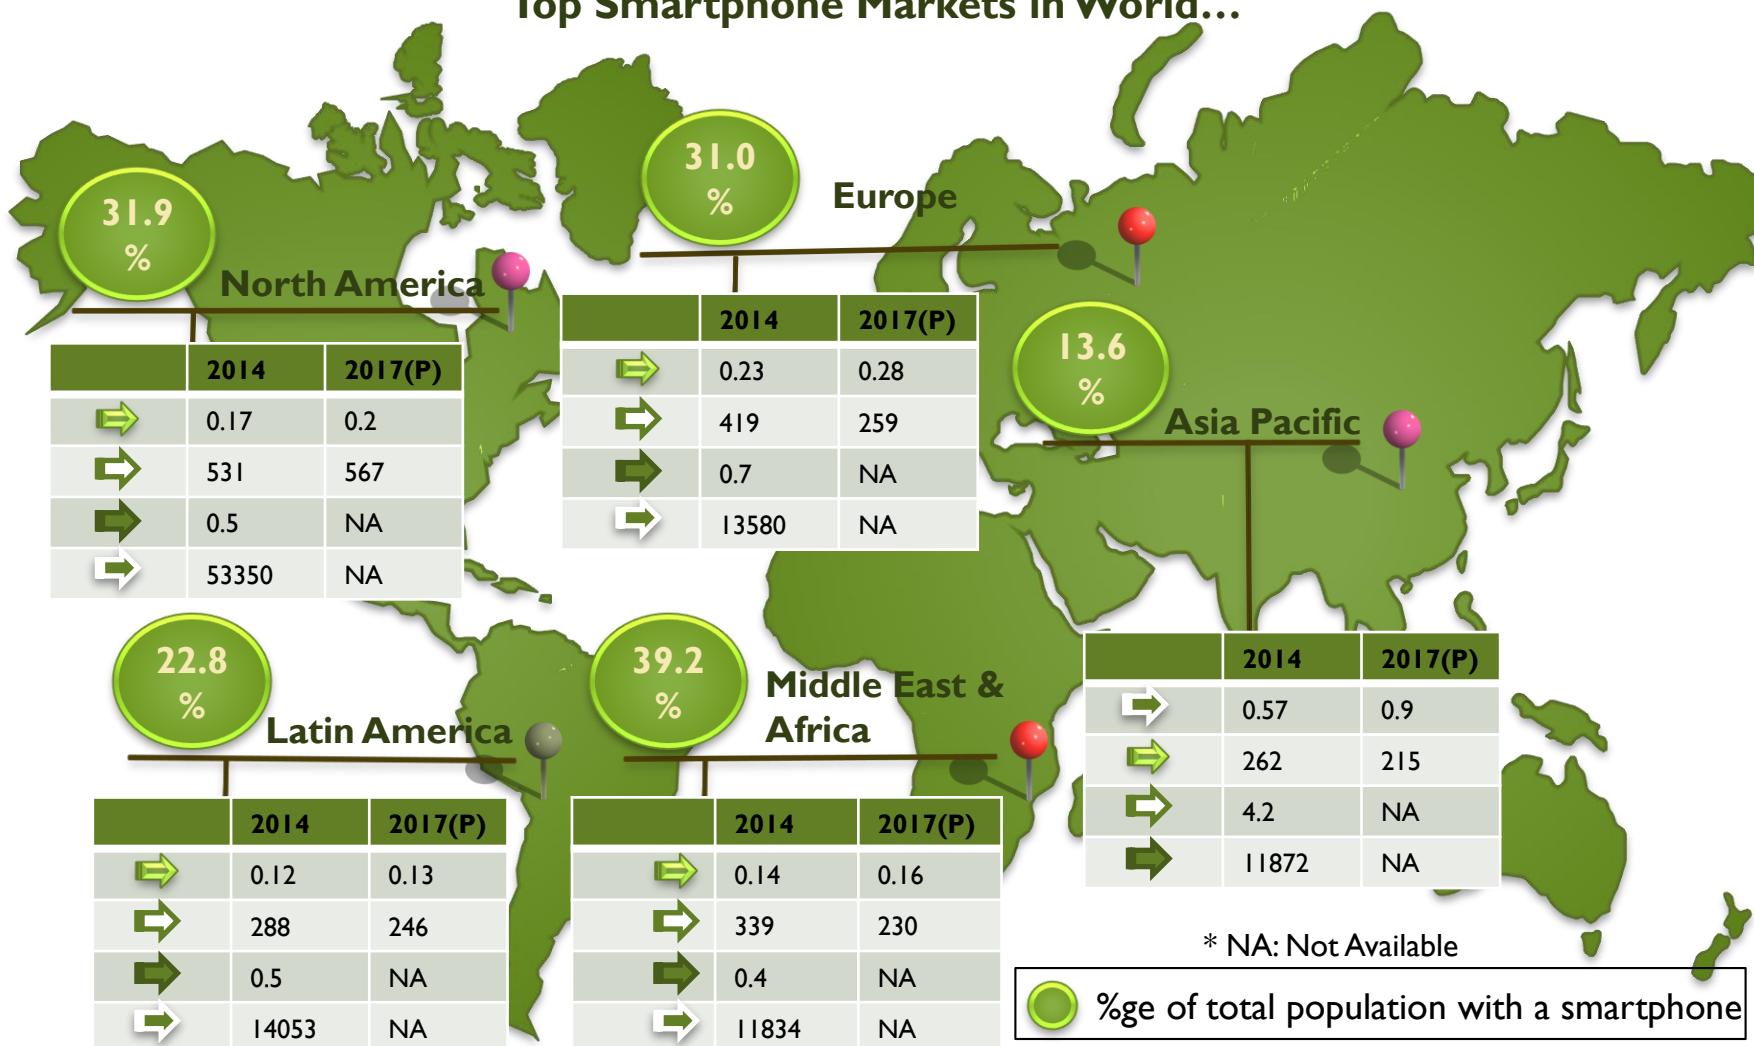 Top Smartphone Markets in World...
31.9
%
North America
2014 2017(P)
0.17 0.2
531 567
0.5 NA
53350 NA
31.0
%
Europe
2014 2017(P)
0.23 0.28
419 259
0.7 NA
13580 NA
13.6
%
Asia Pacific
2014 2017(P)
0.57 0.9
262 215
4.2 NA
11872 NA
22.8
%
Latin America
2014 2017(P)
0.12 0.13
288 246
0.5 NA
14053 NA
39.2
%
Middle East &
Africa
2014 2017(P)
0.14 0.16
339 230
0.4 NA
11834 NA
* NA: Not Available
%ge of total population with a smartphone